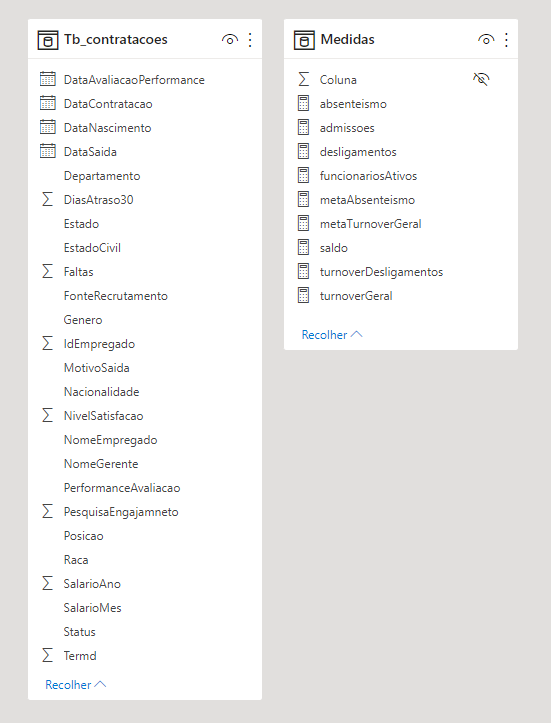 Tb_contratacoes
DataAvaliacaoPerformance
DataContratacao
DataNascimento
DataSaida
Departamento
DiasAtraso30
Estado
EstadoCivil
Faltas
FonteRecrutamento
Genero
IdEmpregado
MotivoSaida
Nacionalidade
NivelSatisfacao
NomeEmpregado
NomeGerente
PerformanceAvaliacao
PesquisaEngajamneto
Posicao
Raca
SalarioAno
SalarioMes
Status
Termd
Recolher
Medidas
Coluna
absenteismo
admissoes
desligamentos
funcionariosAtivos
metaAbsenteismo
metaTurnoverGeral
saldo
turnoverDesligamentos
turnoverGeral
Recolher